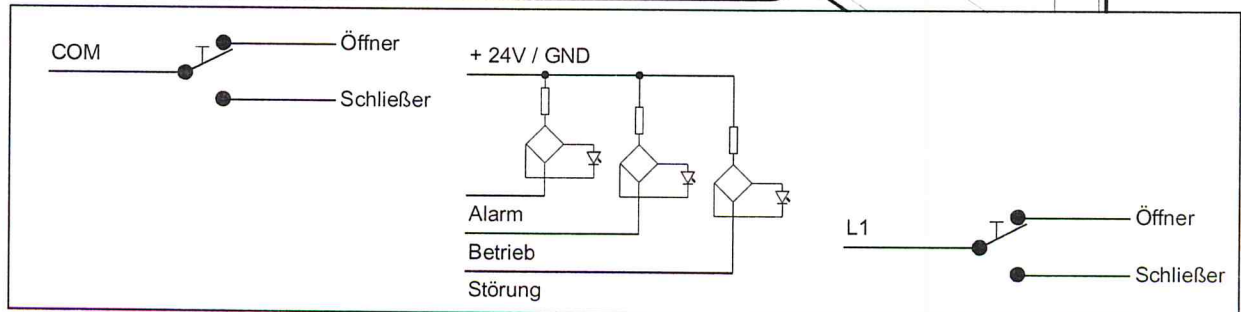 COM
Öffner
Schließer
+ 24V / GND
Alarm
Betrieb
Störung
L1
Öffner
Schließer